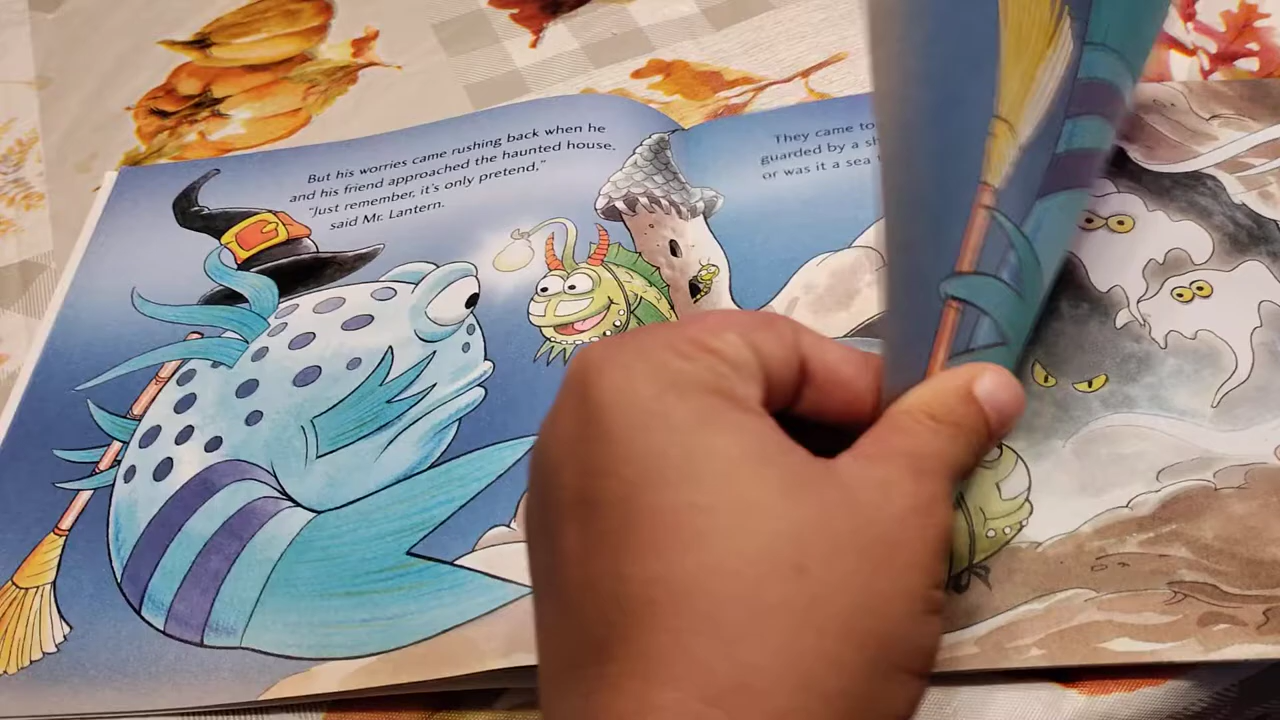 But his worries came rushing back when he
and his friend approached the haunted house.
"Just remember, it's only pretend,"
said Mr. Lantern.
They came to
guarded by a
or was it a sea